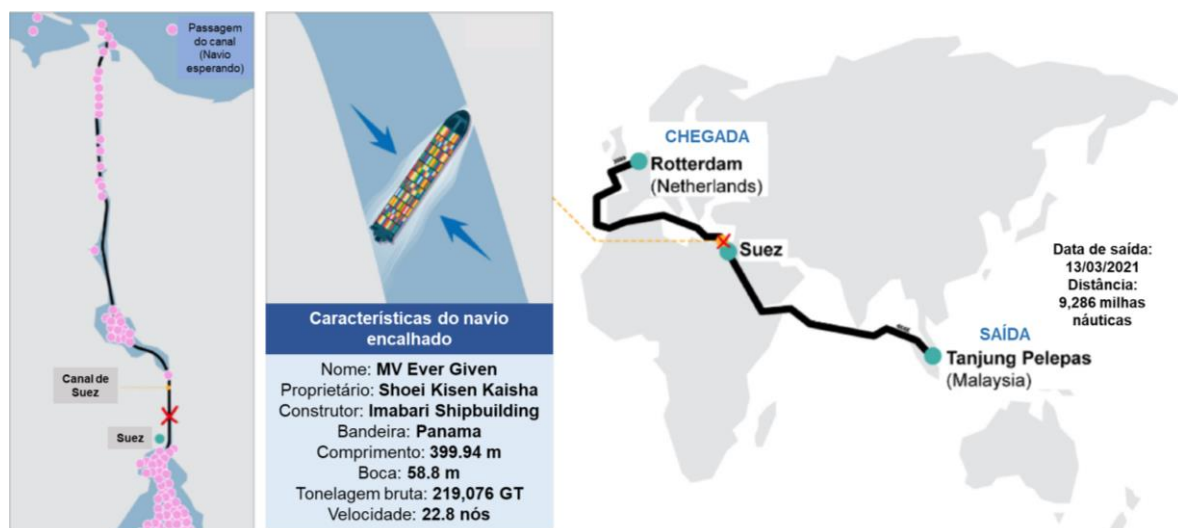 Passagem
do canal
(Navio
esperando)
Canal de
Suez
Suez
Características do navio
encalhado
Nome: MV Ever Given
Proprietário: Shoei Kisen Kaisha
Construtor: Imabari Shipbuilding
Bandeira: Panama
Comprimento: 399.94 m
Boca: 58.8 m
Tonelagem bruta: 219,076 GT
Velocidade: 22.8 nós
CHEGADA
Rotterdam
(Netherlands)
Suez
Data de saída:
13/03/2021
Distância:
9,286 milhas
náuticas
SAÍDA
Tanjung Pelepas
(Malaysia)